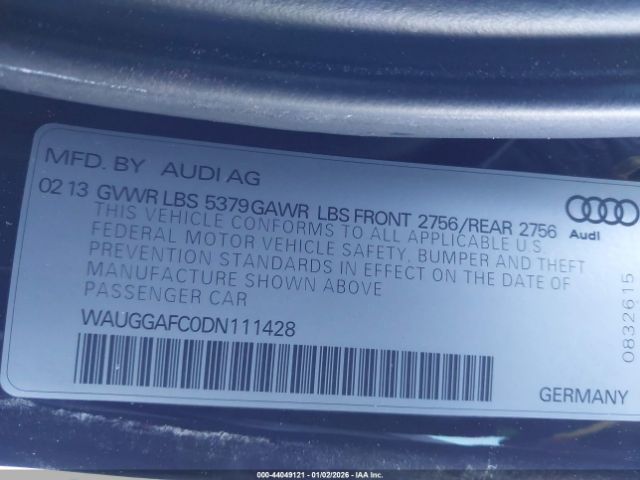 MFD. BY AUDI AG
02 13 GVWR LBS 5379 GAWR LBS FRONT 2756/REAR 2756
THIS VEHICLE CONFORMS TO ALL APPLICABLE U.S.
FEDERAL MOTOR VEHICLE SAFETY, BUMPER AND THEFT
PREVENTION STANDARDS IN EFFECT ON THE DATE OF
MANUFACTURE SHOWN ABOVE
PASSENGER CAR
WAUGGAFC0DN111428
Audi
0832615
GERMANY
000-44049121 - 01/02/2026 - IAA Inc.